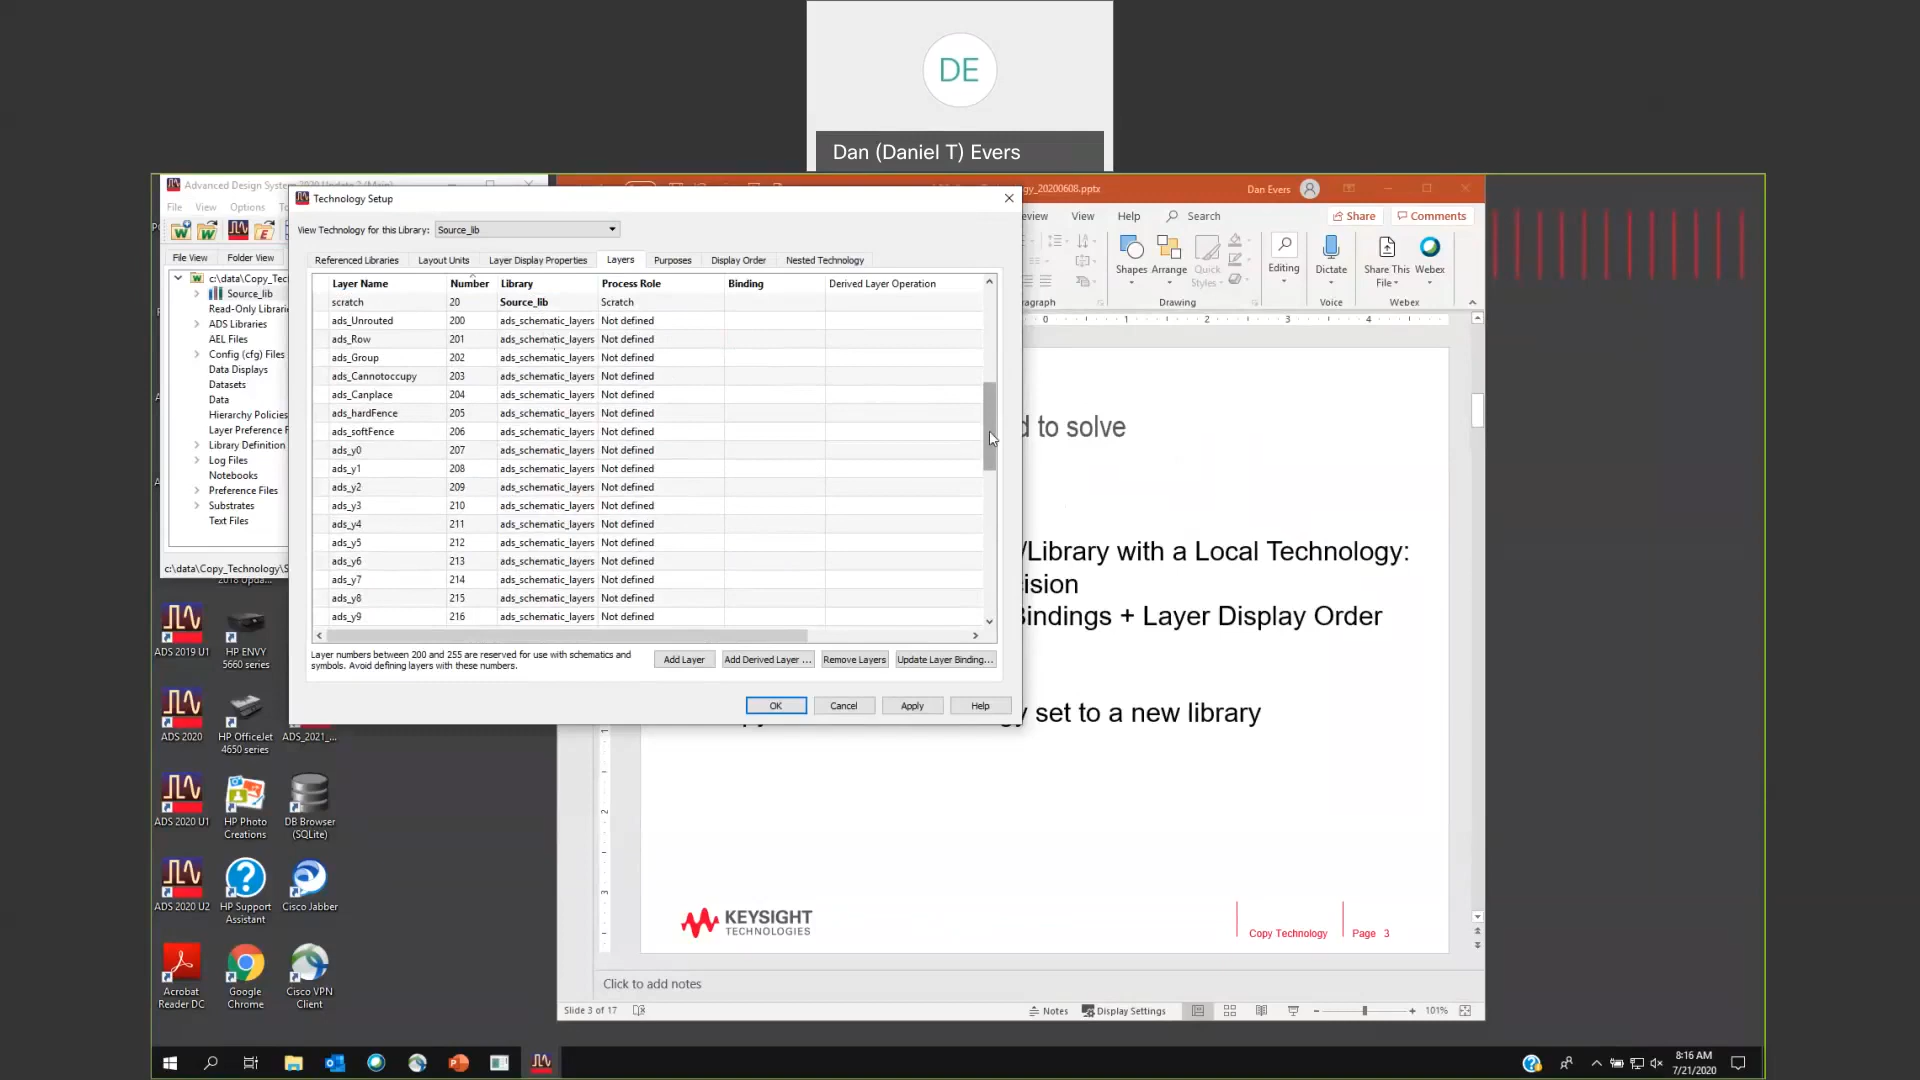 DE
Dan (Daniel T) Evers
Technology Setup
View Technology for this Library: Source_lib
Referenced Libraries Layout Units Layer Display Properties Layers Purposes Display Order Nested Technology
Layer Name Number Library Process Role Binding Derived Layer Operation
scratch 20 Source_lib Scratch
ads_Unrouted 200 ads_schematic_layers Not defined
ads_Row 201 ads_schematic_layers Not defined
ads_Group 202 ads_schematic_layers Not defined
ads_Cannotoccupy 203 ads_schematic_layers Not defined
ads_Canplace 204 ads_schematic_layers Not defined
ads_hardFence 205 ads_schematic_layers Not defined
ads_softFence 206 ads_schematic_layers Not defined
ads_y0 207 ads_schematic_layers Not defined
ads_y1 208 ads_schematic_layers Not defined
ads_y2 209 ads_schematic_layers Not defined
ads_y3 210 ads_schematic_layers Not defined
ads_y4 211 ads_schematic_layers Not defined
ads_y5 212 ads_schematic_layers Not defined
ads_y6 213 ads_schematic_layers Not defined
ads_y7 214 ads_schematic_layers Not defined
ads_y8 215 ads_schematic_layers Not defined
ads_y9 216 ads_schematic_layers Not defined
Layer numbers between 200 and 255 are reserved for use with schematics and
symbols. Avoid defining layers with these numbers.
Add Layer Add Derived Layer ... Remove Layers Update Layer Binding...
OK Cancel Apply Help
Advanced Design
File View Options
File View Folder View
c:\data\Copy_Tec
Source_lib
Read-Only Librari
ADS Libraries
AEL Files
Config (cfg) Files
Data Displays
Datasets
Data
Hierarchy Policies
Layer Preference F
Library Definition
Log Files
Notebooks
Preference Files
Substrates
Text Files
c:\data\Copy_Technology\S
gy_20200608.pptx Dan Evers
View Help Search Share Comments
Shapes Arrange Quick
Styles
Editing Dictate Share This
File
Webex
Drawing Voice Webex
0 1 2 3 4
d to solve
/Library with a Local Technology:
Bindings + Layer Display Order
set to a new library
1
2
3
KEYSIGHT
TECHNOLOGIES
Copy Technology Page 3
Click to add notes
Slide 3 of 17 Notes Display Settings 101%
ADS 2019 U1
HP ENVY
5660 series
ADS 2020
HP OfficeJet
4650 series
ADS_2021_...
ADS 2020 U1
HP Photo
Creations
DB Browser
(SQLite)
ADS 2020 U2
HP Support
Assistant
Cisco Jabber
Acrobat
Reader DC
Google
Chrome
Cisco VPN
Client
8:16 AM
7/21/2020